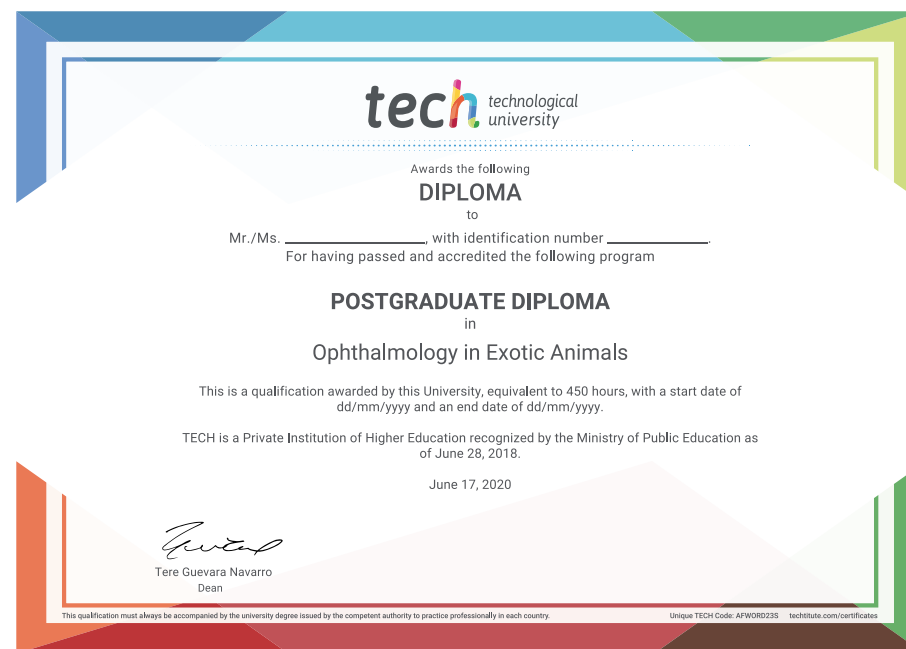 tech technological
university
Awards the following
DIPLOMA
to
Mr./Ms. ____________________, with identification number ______________.
For having passed and accredited the following program
POSTGRADUATE DIPLOMA
in
Ophthalmology in Exotic Animals
This is a qualification awarded by this University, equivalent to 450 hours, with a start date of
dd/mm/yyyy and an end date of dd/mm/yyyy.
TECH is a Private Institution of Higher Education recognized by the Ministry of Public Education as
of June 28, 2018.
June 17, 2020
Tere Guevara Navarro
Dean
This qualification must always be accompanied by the university degree issued by the competent authority to practice professionally in each country. Unique TECH Code: AFWORD23S techtitute.com/certificates